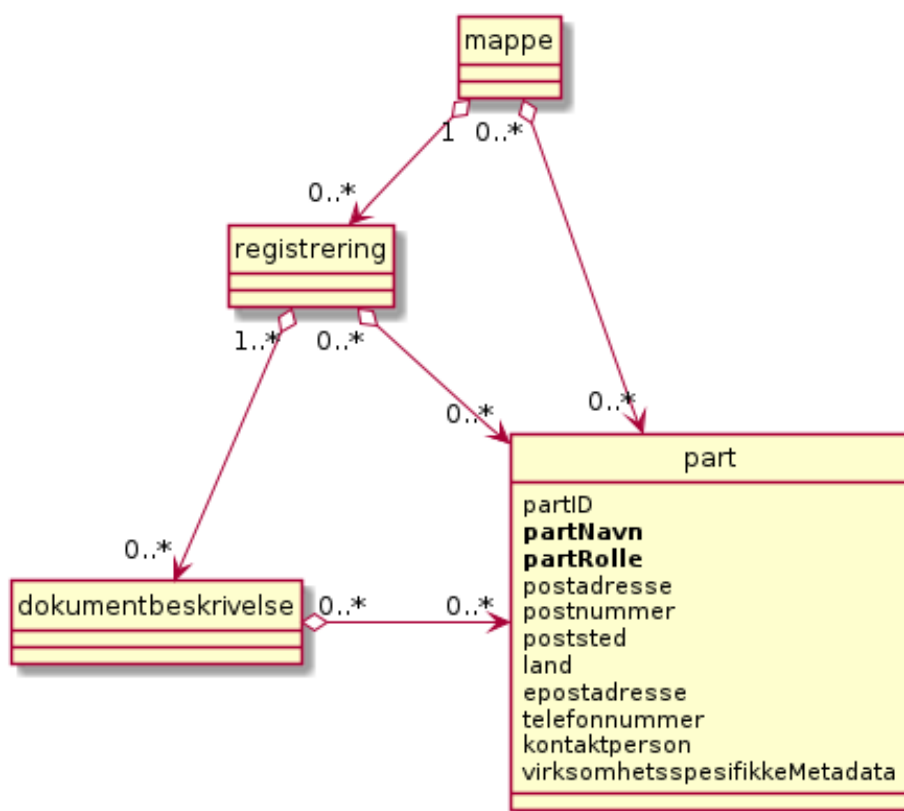 mappe
1
0..*
0..*
registrering
1..*
0..*
0..*
0..*
part
partID
partNavn
partRolle
postadresse
postnummer
poststed
land
epostadresse
telefonnummer
kontaktperson
virksomhetsspesifikkeMetadata
0..*
dokumentbeskrivelse
0..*
0..*